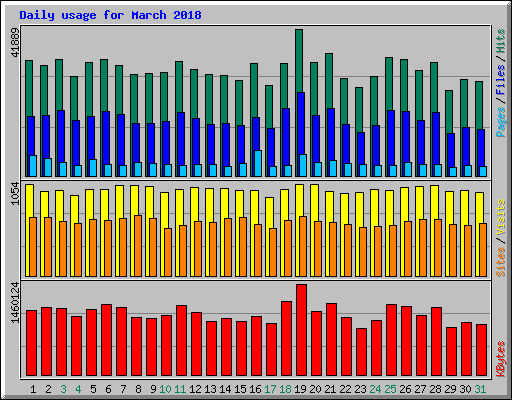 Daily usage for March 2018
41889
Pages / Files / Hits
1054
Sites / Visits
1460124
KBytes
1 2 3 4 5 6 7 8 9 10 11 12 13 14 15 16 17 18 19 20 21 22 23 24 25 26 27 28 29 30 31